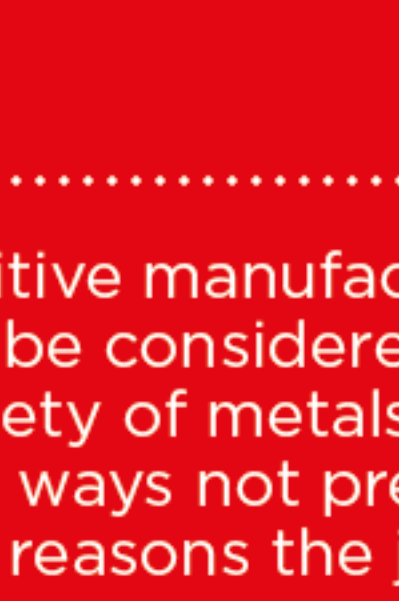 itive manufac
be considere
ety of metals
ways not pre
reasons the j